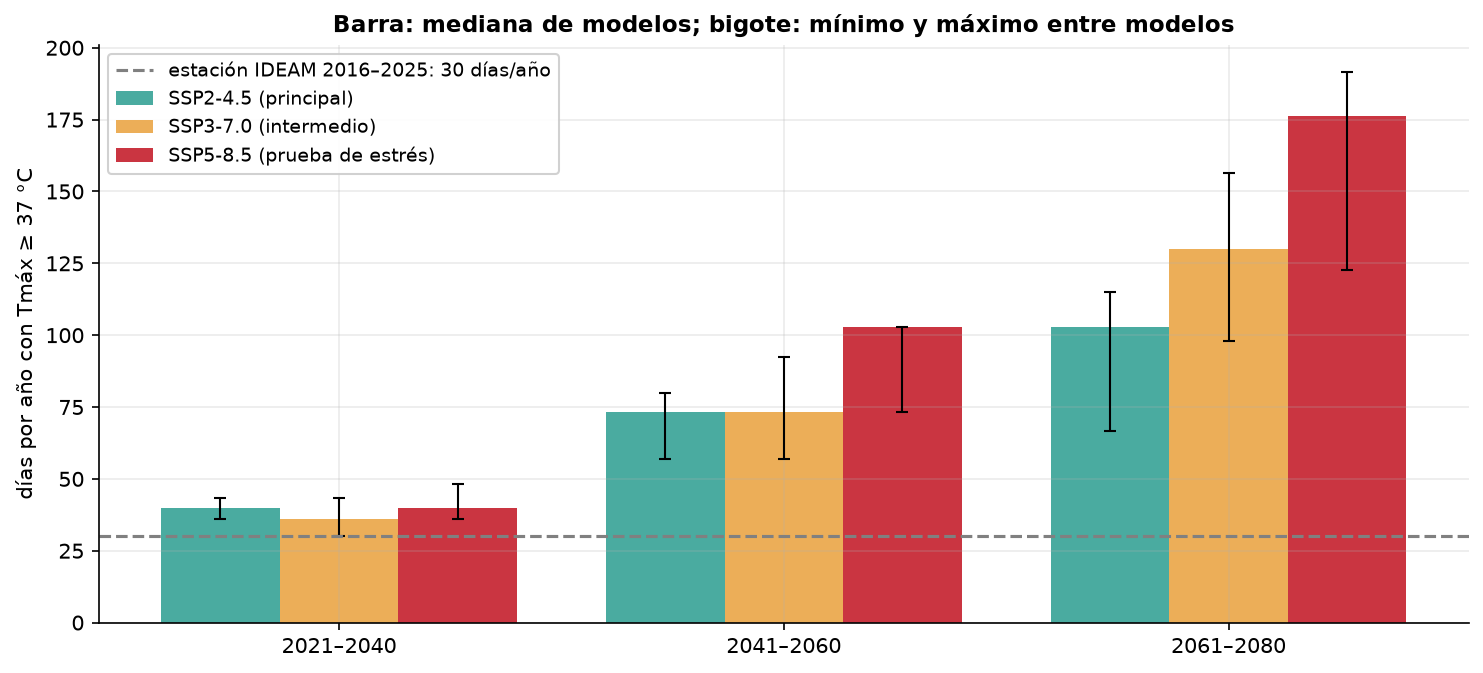 Barra: mediana de modelos; bigote: mínimo y máximo entre modelos
estación IDEAM 2016–2025: 30 días/año
SSP2-4.5 (principal)
SSP3-7.0 (intermedio)
SSP5-8.5 (prueba de estrés)
días por año con Tmáx ≥ 37 °C
200
175
150
125
100
75
50
25
0
2021–2040
2041–2060
2061–2080